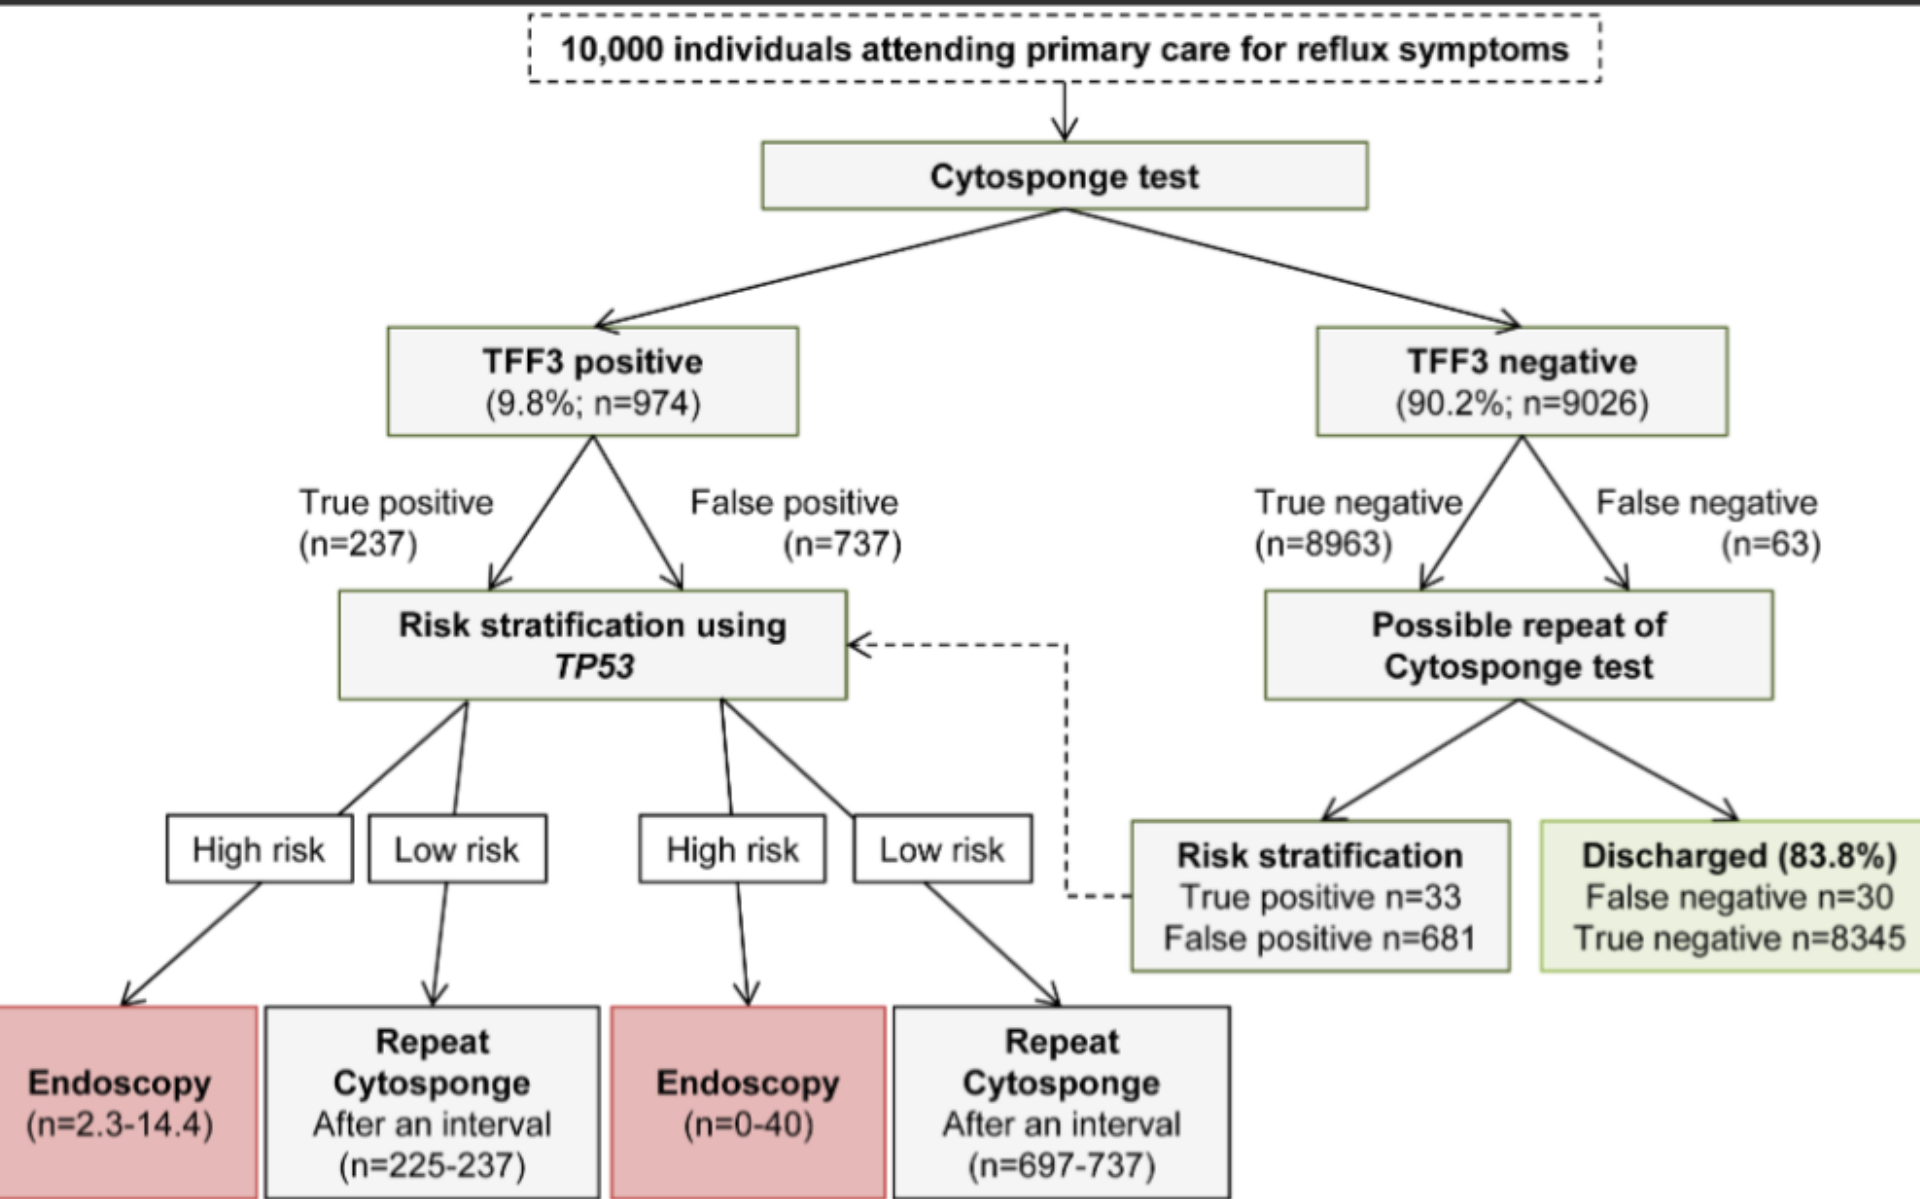 10,000 individuals attending primary care for reflux symptoms
Cytosponge test
TFF3 positive
(9.8%; n=974)
TFF3 negative
(90.2%; n=9026)
True positive
(n=237)
False positive
(n=737)
True negative
(n=8963)
False negative
(n=63)
Risk stratification using
TP53
Possible repeat of
Cytosponge test
High risk
Low risk
High risk
Low risk
Risk stratification
True positive n=33
False positive n=681
Discharged (83.8%)
False negative n=30
True negative n=8345
Endoscopy
(n=2.3-14.4)
Repeat
Cytosponge
After an interval
(n=225-237)
Endoscopy
(n=0-40)
Repeat
Cytosponge
After an interval
(n=697-737)